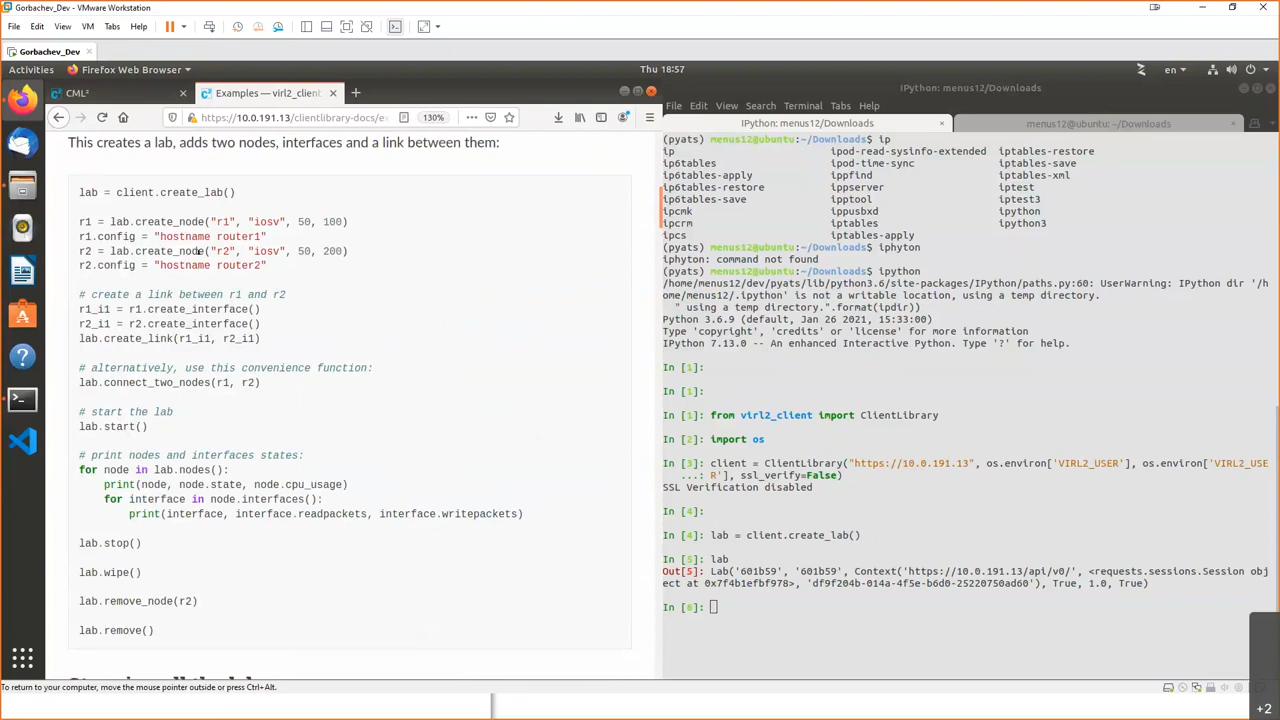 Gorbachev_Dev - VMware Workstation
File Edit View VM Tabs Help
Gorbachev_Dev
Activities Firefox Web Browser
Thu 18:57
en
CML²
Examples — virl2_client
https://10.0.191.13/clientlibrary-docs/ex
130%
This creates a lab, adds two nodes, interfaces and a link between them:
lab = client.create_lab()
r1 = lab.create_node("r1", "iosv", 50, 100)
r1.config = "hostname router1"
r2 = lab.create_node("r2", "iosv", 50, 200)
r2.config = "hostname router2"
# create a link between r1 and r2
r1_i1 = r1.create_interface()
r2_i1 = r2.create_interface()
lab.create_link(r1_i1, r2_i1)
# alternatively, use this convenience function:
lab.connect_two_nodes(r1, r2)
# start the lab
lab.start()
# print nodes and interfaces states:
for node in lab.nodes():
print(node, node.state, node.cpu_usage)
for interface in node.interfaces():
print(interface, interface.readpackets, interface.writepackets)
lab.stop()
lab.wipe()
lab.remove_node(r2)
lab.remove()
IPython: menus12/Downloads
File Edit View Search Terminal Tabs Help
IPython: menus12/Downloads
menus12@ubuntu: ~/Downloads
(pyats) menus12@ubuntu:~/Downloads$ ip
ip ipod-read-sysinfo-extended iptables-restore
ip6tables ipod-time-sync iptables-save
ip6tables-apply ippfind iptables-xml
ip6tables-restore ippserver iptest
ip6tables-save ipptool iptest3
ipcmk ippusbxd ipython
ipcrm iptables ipython3
ipcs iptables-apply
(pyats) menus12@ubuntu:~/Downloads$ iphyton
iphyton: command not found
(pyats) menus12@ubuntu:~/Downloads$ ipython
/home/menus12/dev/pyats/lib/python3.6/site-packages/IPython/paths.py:60: UserWarning: IPython dir '/h
ome/menus12/.ipython' is not a writable location, using a temp directory.
" using a temp directory.".format(ipdir))
Python 3.6.9 (default, Jan 26 2021, 15:33:00)
Type 'copyright', 'credits' or 'license' for more information
IPython 7.13.0 -- An enhanced Interactive Python. Type '?' for help.
In [1]:
In [1]:
In [1]: from virl2_client import ClientLibrary
In [2]: import os
In [3]: client = ClientLibrary("https://10.0.191.13", os.environ['VIRL2_USER'], os.environ['VIRL2_USE
...: R'], ssl_verify=False)
SSL Verification disabled
In [4]:
In [4]: lab = client.create_lab()
In [5]: lab
Out[5]: Lab('601b59', '601b59', Context('https://10.0.191.13/api/v0/', <requests.sessions.Session obj
ect at 0x7f4b1efbf978>, 'df9f204b-014a-4f5e-b6d0-25220750ad60'), True, 1.0, True)
In [6]:
To return to your computer, move the mouse pointer outside or press Ctrl+Alt.
+2